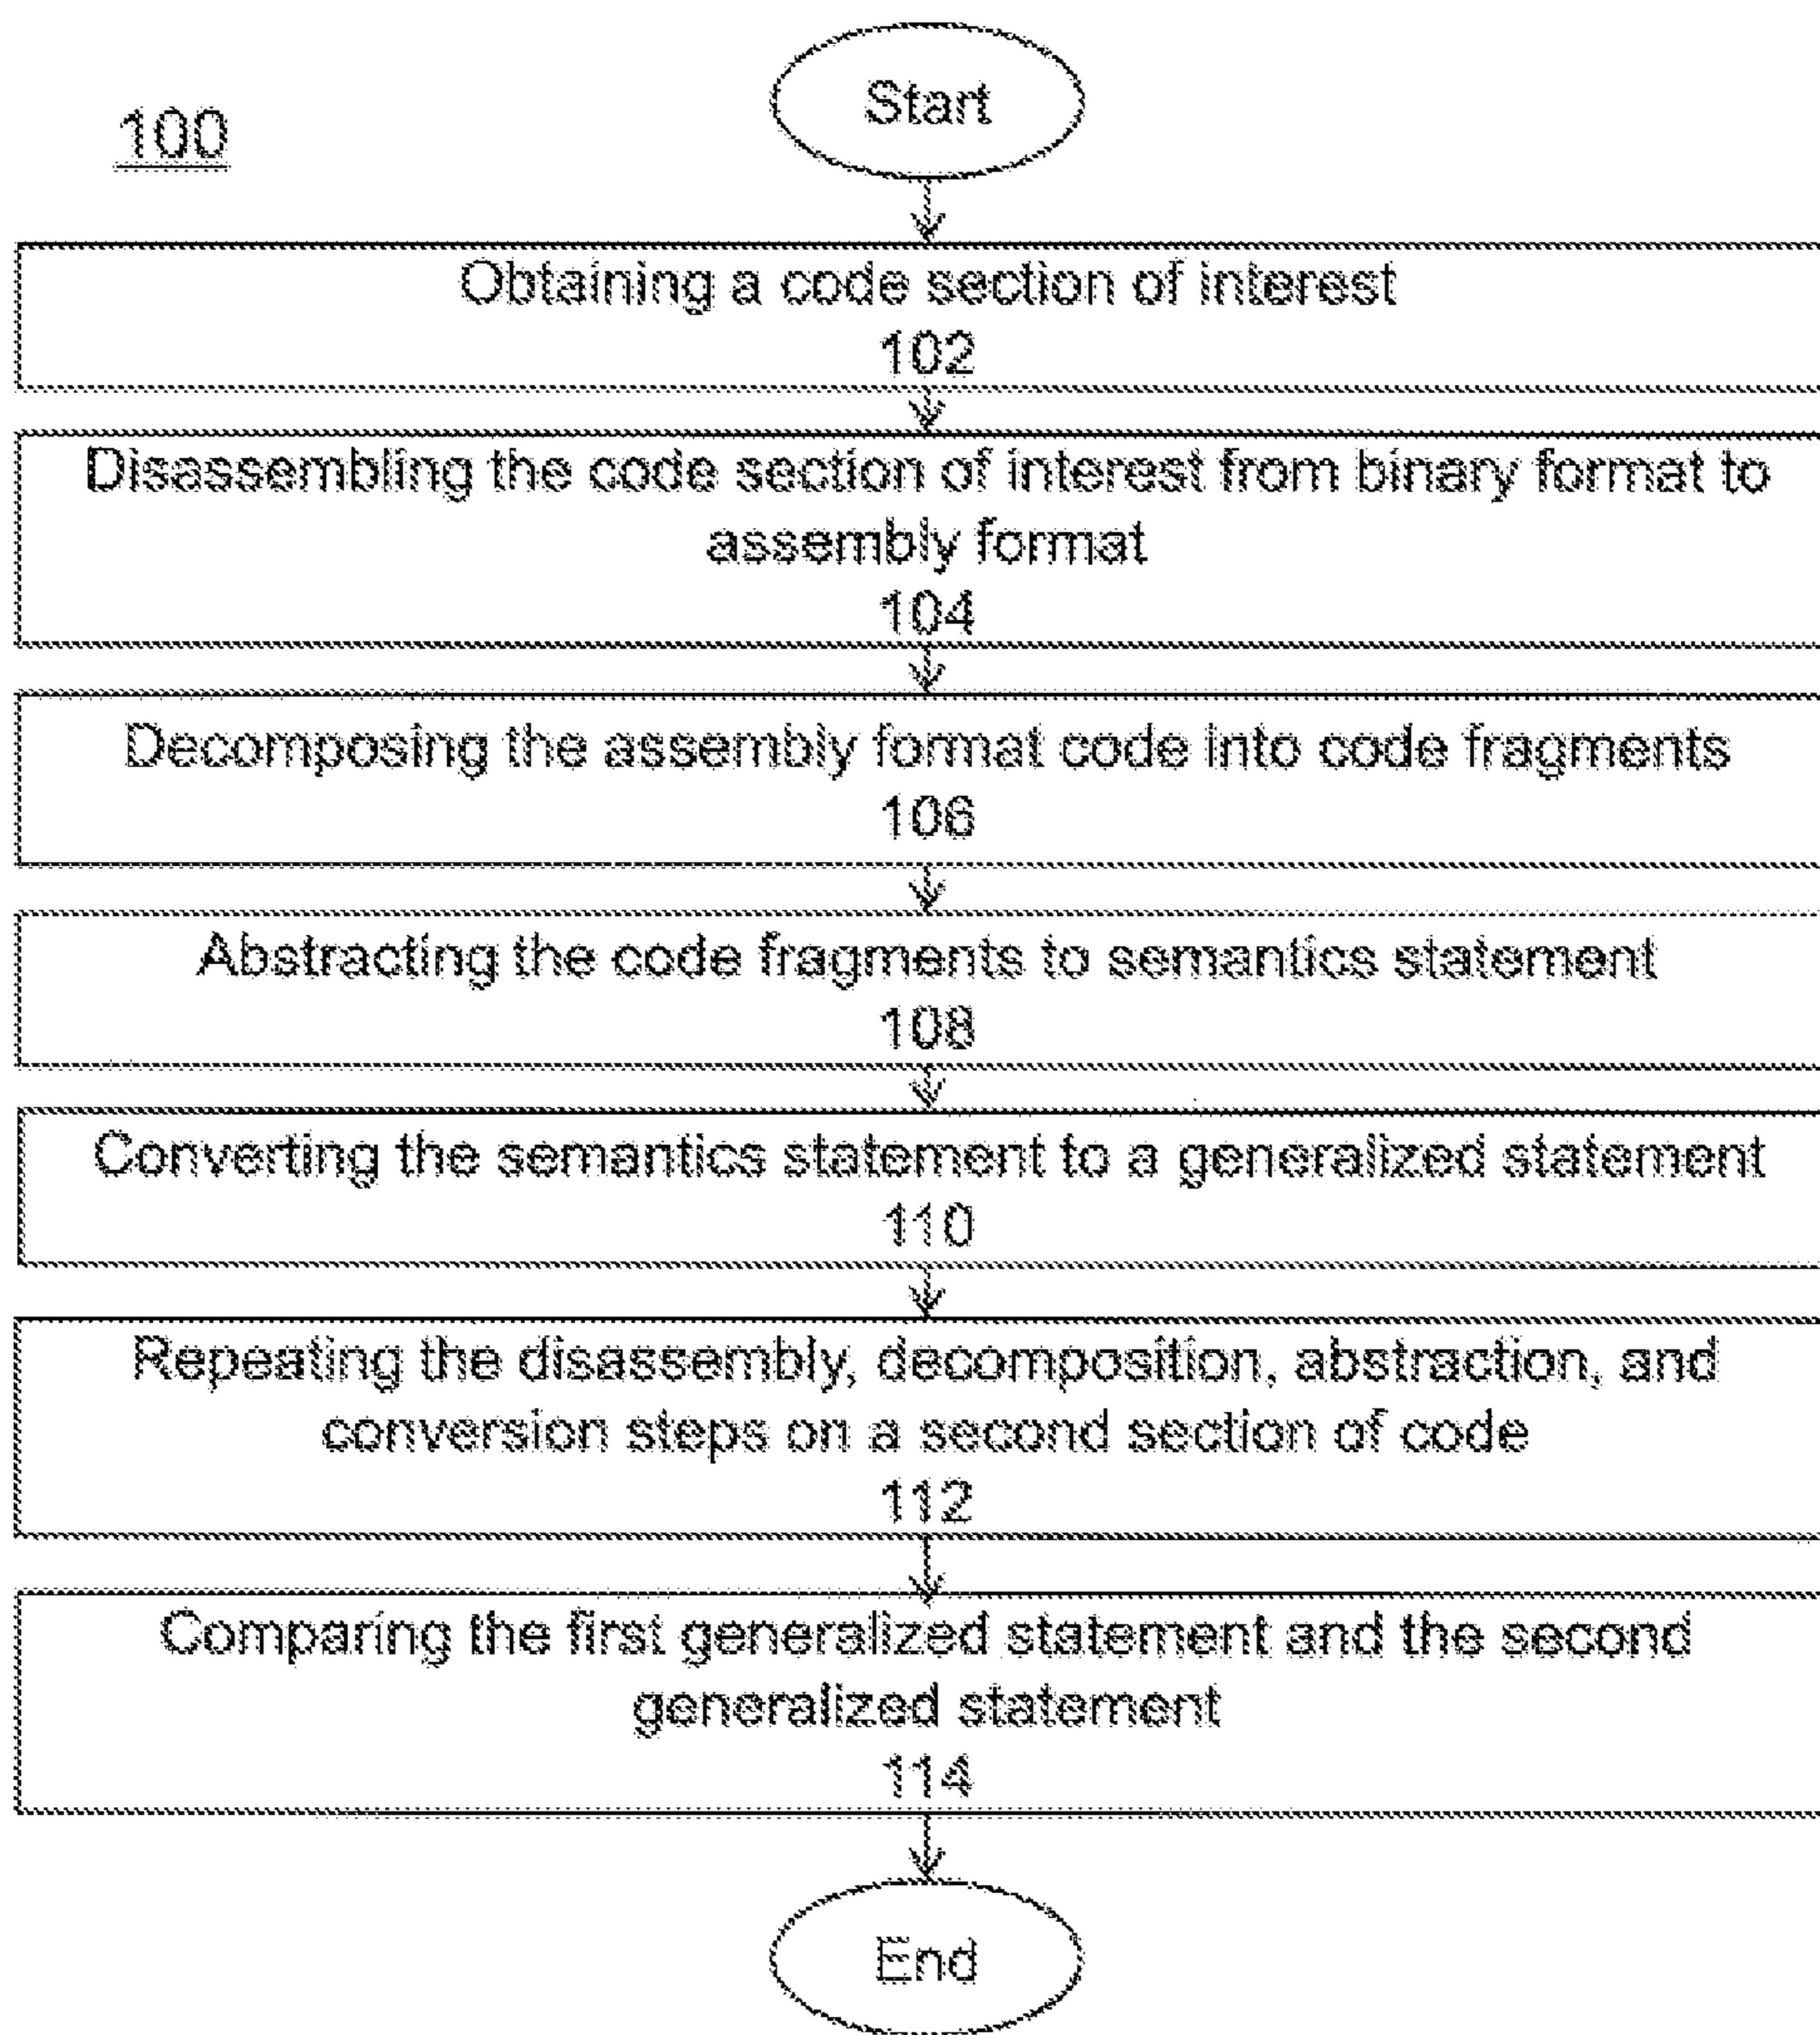 Start
100
Obtaining a code section of interest
102
Disassembling the code section of interest from binary format to
assembly format
104
Decomposing the assembly format code into code fragments
106
Abstracting the code fragments to semantics statement
108
Converting the semantics statement to a generalized statement
110
Repeating the disassembly, decomposition, abstraction, and
conversion steps on a second section of code
112
Comparing the first generalized statement and the second
generalized statement
114
End